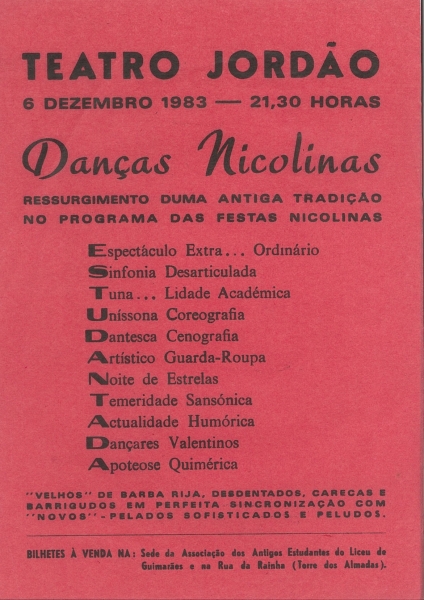 TEATRO JORDÃO
6 DEZEMBRO 1983 — 21,30 HORAS
Danças Nicolinas
RESSURGIMENTO DUMA ANTIGA TRADIÇÃO
NO PROGRAMA DAS FESTAS NICOLINAS
Espectáculo Extra... Ordinário
Sinfonia Desarticulada
Tuna... Lidade Académica
Uníssona Coreografia
Dantesca Cenografia
Artístico Guarda-Roupa
Noite de Estrelas
Temeridade Sansónica
Actualidade Humórica
Dançares Valentinos
Apoteose Quimérica
"VELHOS" DE BARBA RIJA, DESDENTADOS, CARECAS E
BARRIGUDOS EM PERFEITA SINCRONIZAÇÃO COM
"NOVOS" - PELADOS SOFISTICADOS E PELUDOS.
BILHETES À VENDA NA: Sede da Associação dos Antigos Estudantes do Liceu de
Guimarães e na Rua da Rainha (Torre dos Almadas).